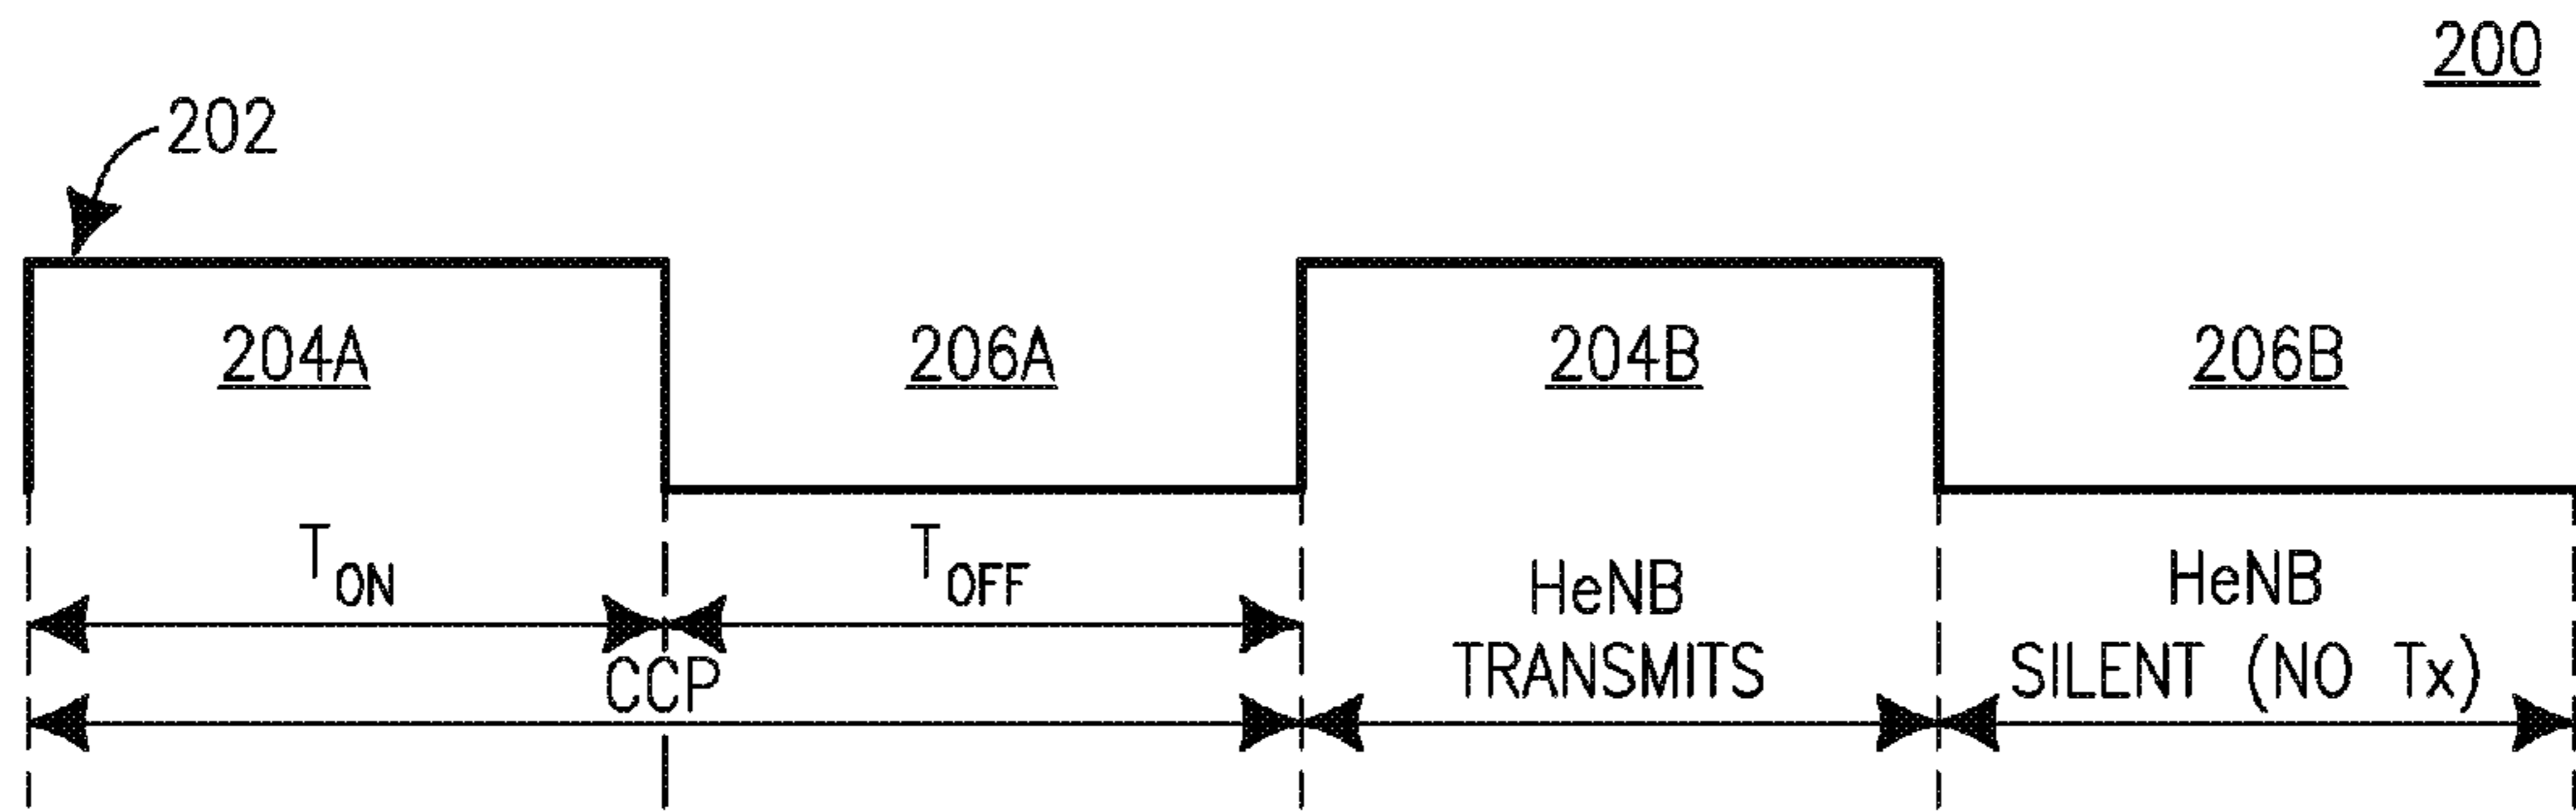 200
202
204A
206A
204B
206B
TON
TOFF
CCP
HeNB
TRANSMITS
HeNB
SILENT (NO Tx)